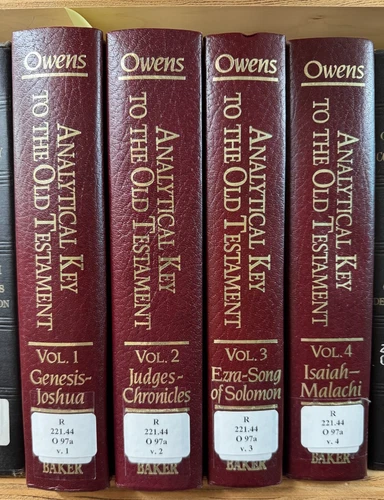 Owens
ANALYTICAL KEY
TO THE OLD TESTAMENT
VOL. 1
Genesis-
Joshua
R
221.44
O 97a
v. 1
BAKER
Owens
ANALYTICAL KEY
TO THE OLD TESTAMENT
VOL. 2
Judges-
Chronicles
R
221.44
O 97a
v. 2
BAKER
Owens
ANALYTICAL KEY
TO THE OLD TESTAMENT
VOL. 3
Ezra-Song
of Solomon
R
221.44
O 97a
v. 3
BAKER
Owens
ANALYTICAL KEY
TO THE OLD TESTAMENT
VOL. 4
Isaiah-
Malachi
R
221.44
O 97a
v. 4
BAKER